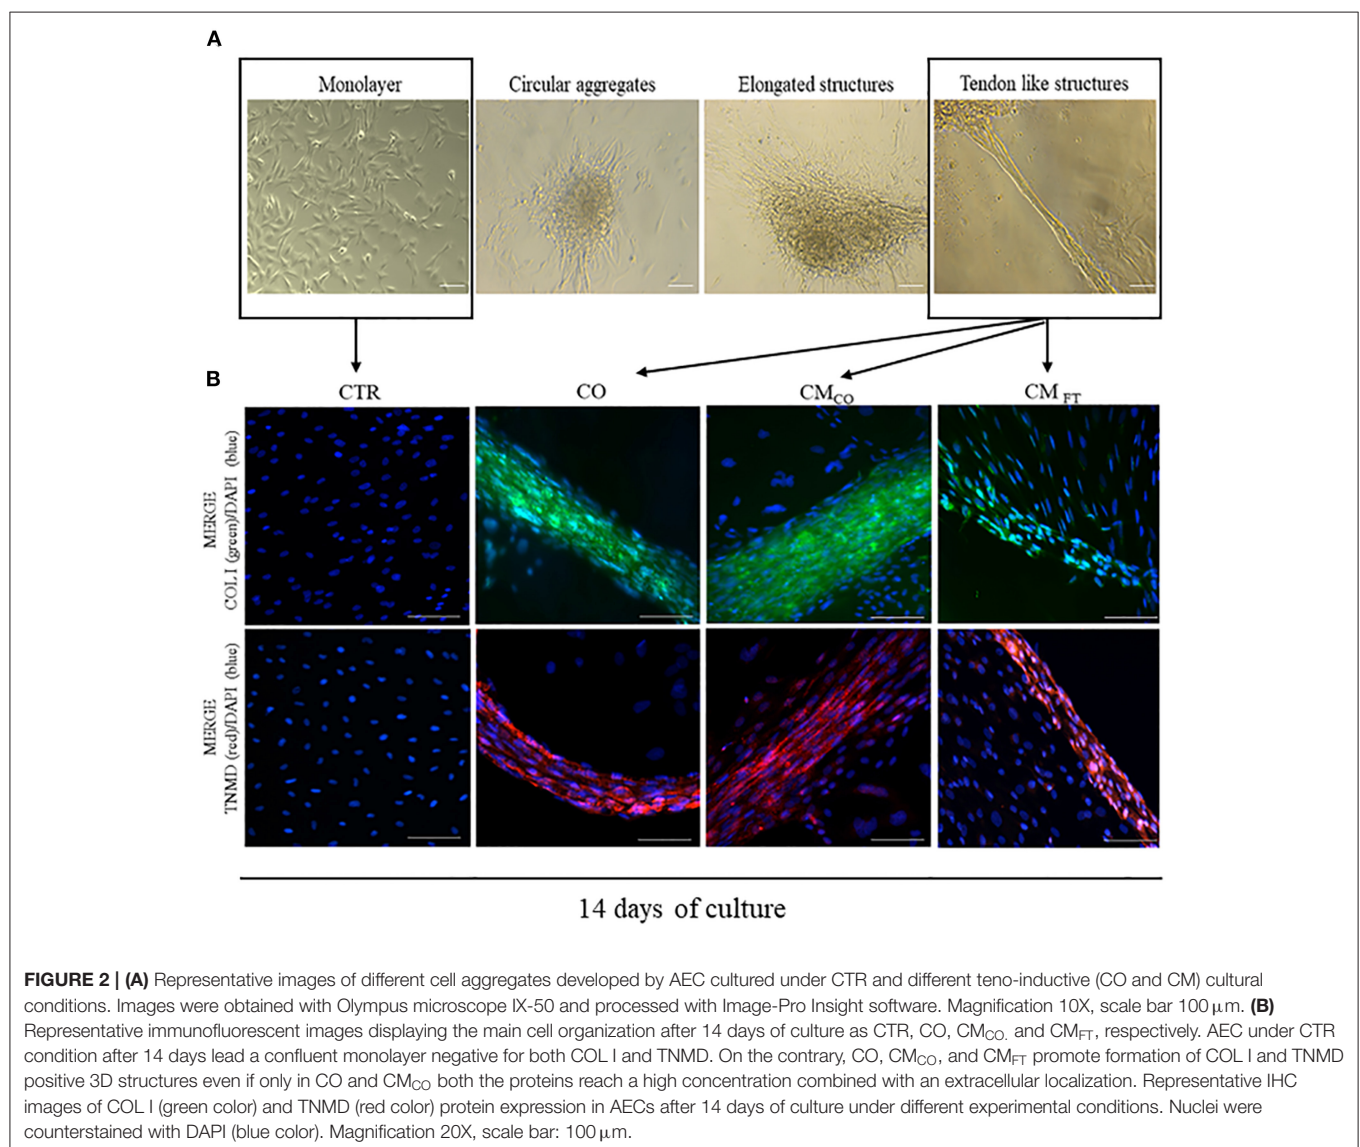 A
Monolayer
Circular aggregates
Elongated structures
Tendon like structures
B
CTR
CO
CM_CO
CM_FT
MERGE
COL I (green)/DAPI (blue)
MERGE
TNMD (red)/DAPI (blue)
14 days of culture
FIGURE 2 | (A) Representative images of different cell aggregates developed by AEC cultured under CTR and different teno-inductive (CO and CM) cultural
conditions. Images were obtained with Olympus microscope IX-50 and processed with Image-Pro Insight software. Magnification 10X, scale bar 100 μm. (B)
Representative immunofluorescent images displaying the main cell organization after 14 days of culture as CTR, CO, CM_CO. and CM_FT, respectively. AEC under CTR
condition after 14 days lead a confluent monolayer negative for both COL I and TNMD. On the contrary, CO, CM_CO, and CM_FT promote formation of COL I and TNMD
positive 3D structures even if only in CO and CM_CO both the proteins reach a high concentration combined with an extracellular localization. Representative IHC
images of COL I (green color) and TNMD (red color) protein expression in AECs after 14 days of culture under different experimental conditions. Nuclei were
counterstained with DAPI (blue color). Magnification 20X, scale bar: 100 μm.